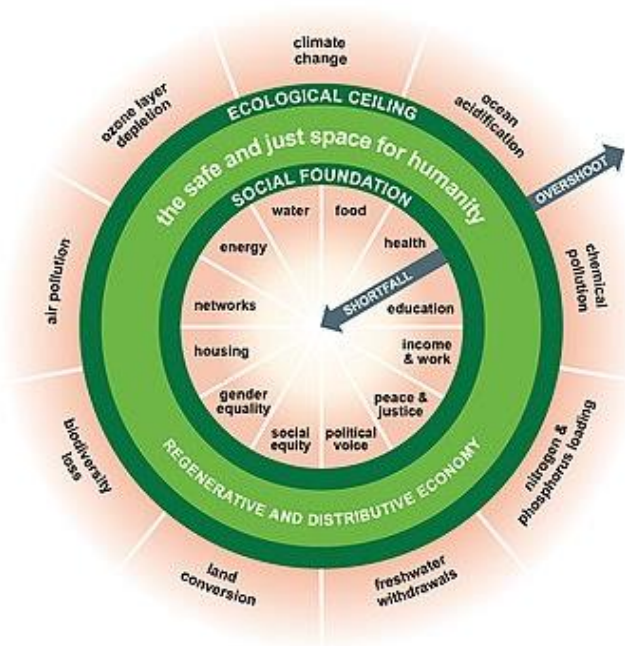 climate
change
ocean
acidification
chemical
pollution
nitrogen &
phosphorus loading
freshwater
withdrawals
land
conversion
biodiversity
loss
air pollution
ozone layer
depletion
ECOLOGICAL CEILING
the safe and just space for humanity
SOCIAL FOUNDATION
OVERSHOOT
SHORTFALL
water
food
health
education
income
& work
peace &
justice
political
voice
social
equity
gender
equality
housing
networks
energy
REGENERATIVE AND DISTRIBUTIVE ECONOMY